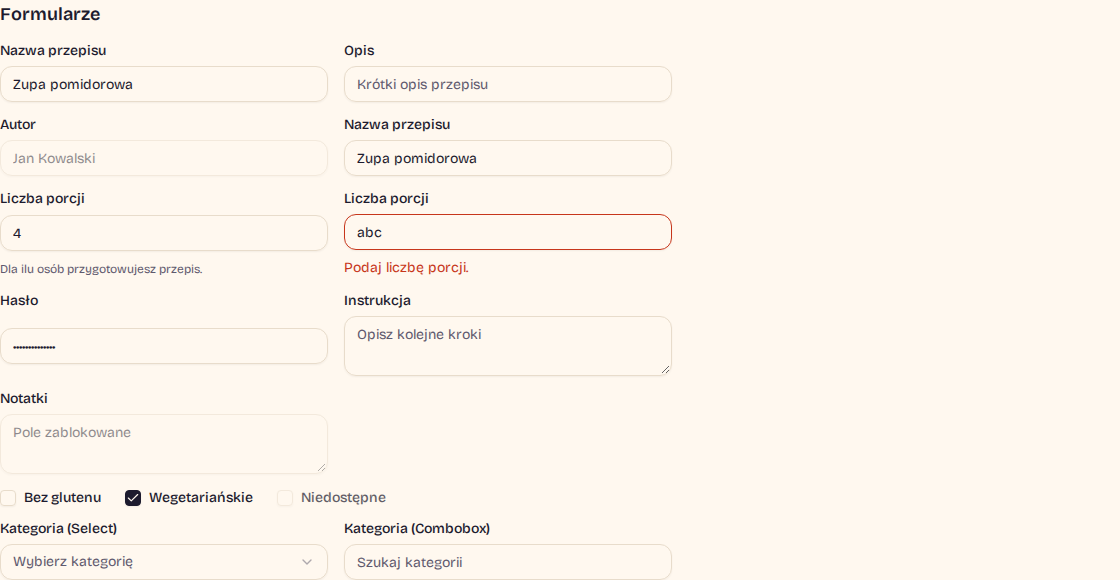 Formularze
Nazwa przepisu
Opis
Zupa pomidorowa
Krótki opis przepisu
Autor
Nazwa przepisu
Jan Kowalski
Zupa pomidorowa
Liczba porcji
Liczba porcji
4
abc
Dla ilu osób przygotowujesz przepis.
Podaj liczbę porcji.
Hasło
Instrukcja
••••••••••••••
Opisz kolejne kroki
Notatki
Pole zablokowane
Bez glutenu
Wegetariańskie
Niedostępne
Kategoria (Select)
Kategoria (Combobox)
Wybierz kategorię
Szukaj kategorii